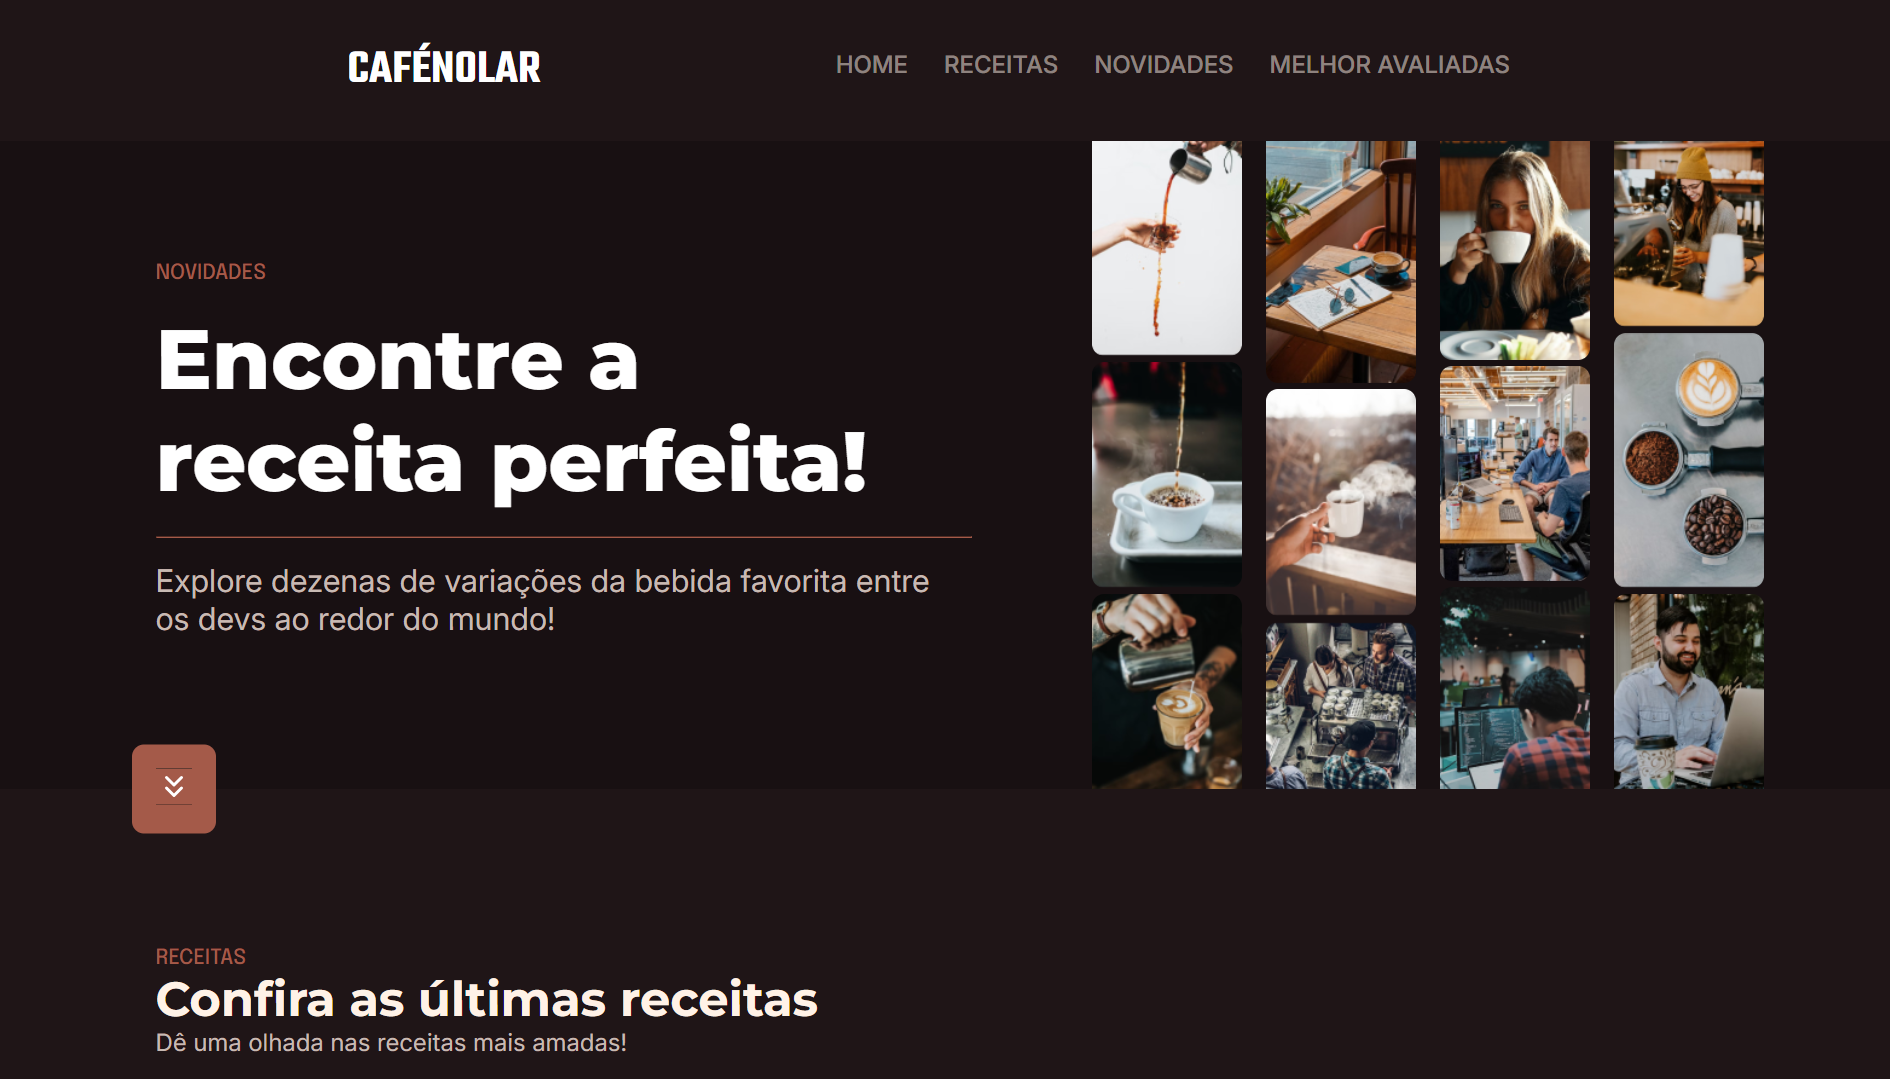 CAFÉNOLAR
HOME RECEITAS NOVIDADES MELHOR AVALIADAS
NOVIDADES
Encontre a
receita perfeita!
Explore dezenas de variações da bebida favorita entre
os devs ao redor do mundo!
RECEITAS
Confira as últimas receitas
Dê uma olhada nas receitas mais amadas!